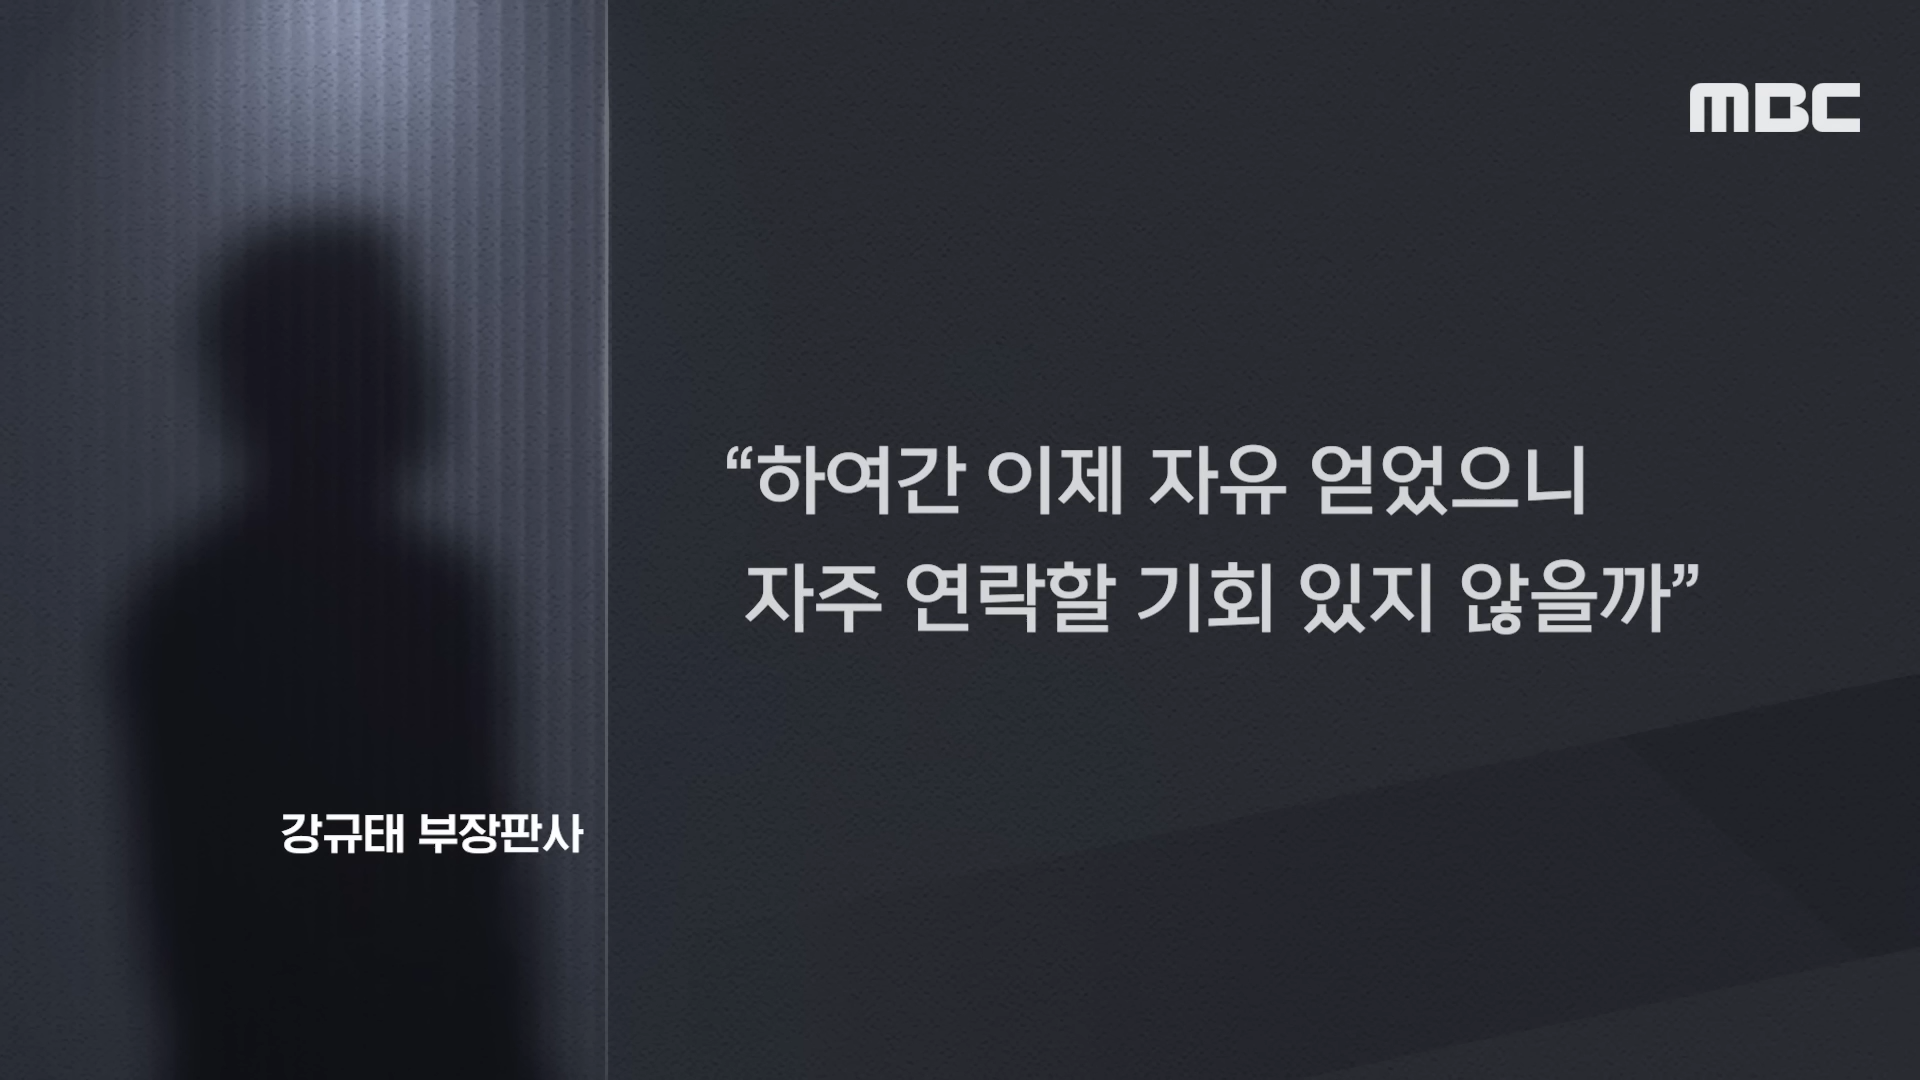 MBC
“하여간 이제 자유 얻었으니
자주 연락할 기회 있지 않을까”
강규태 부장판사